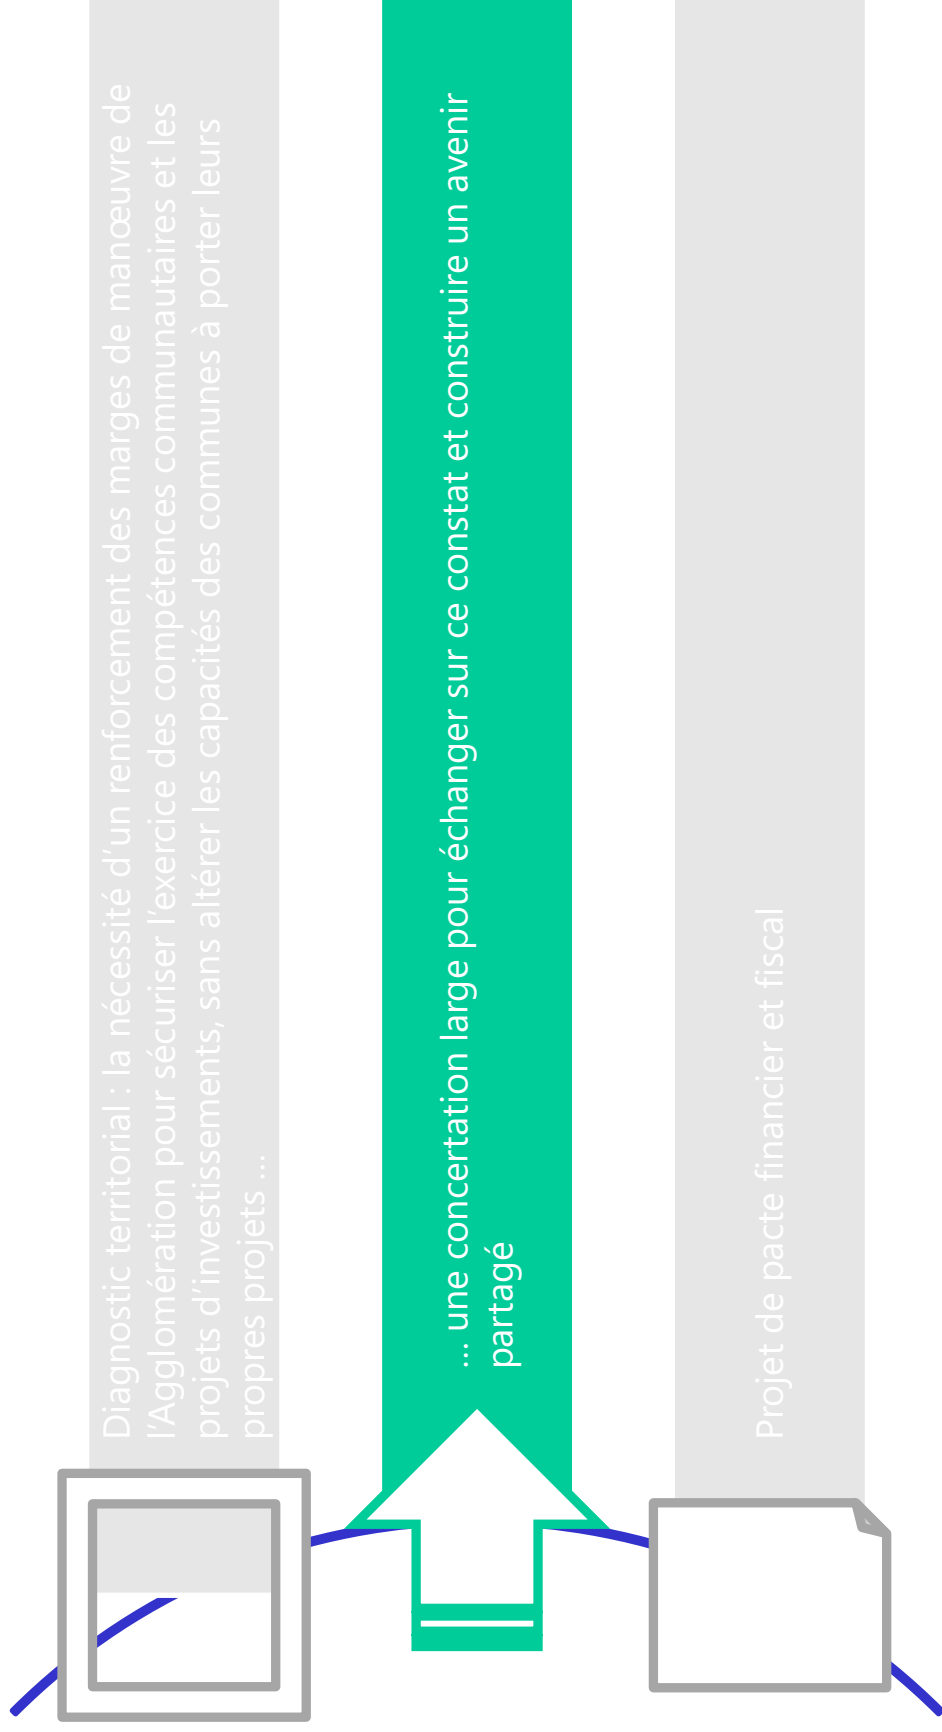 Diagnostic territorial : la nécessité d’un renforcement des marges de manœuvre de
l’Agglomération pour sécuriser l’exercice des compétences communautaires et les
projets d’investissements, sans altérer les capacités des communes à porter leurs
propres projets …
… une concertation large pour échanger sur ce constat et construire un avenir
partagé
Projet de pacte financier et fiscal